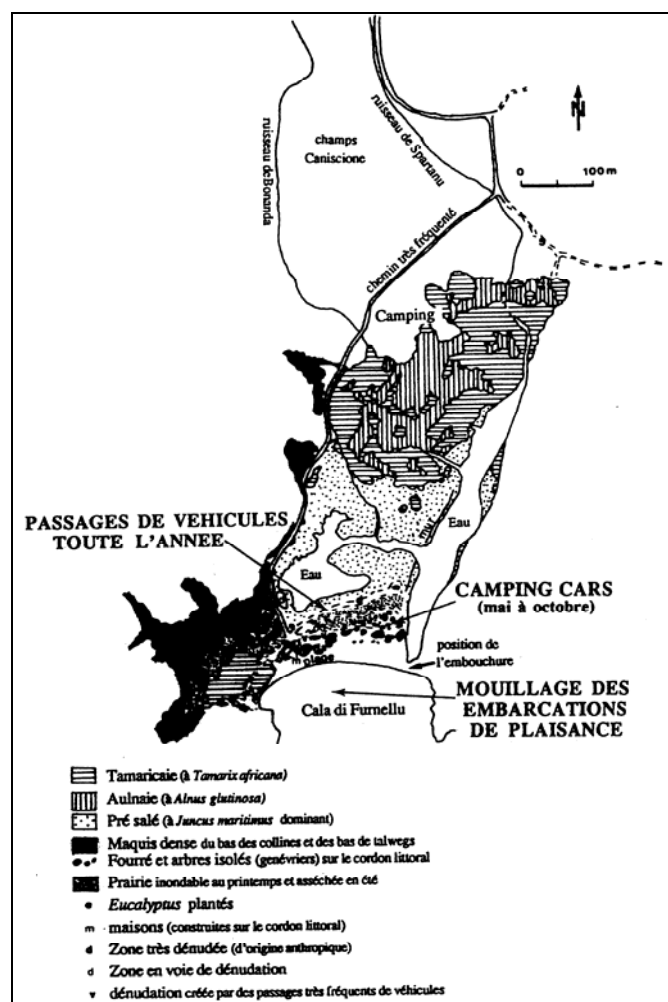 N
0 100 m
ruisseau de Bonanda
champs
Caniscione
ruisseau de Spartanu
chemin très fréquenté
Camping
PASSAGES DE VEHICULES
TOUTE L'ANNEE
mur
Eau
Eau
CAMPING CARS
(mai à octobre)
position de
l'embouchure
MOUILLAGE DES
EMBARCATIONS
DE PLAISANCE
Cala di Furnellu
Tamaricaie (à Tamarix africana)
Aulnaie (à Alnus glutinosa)
Pré salé (à Juncus maritimus dominant)
Maquis dense du bas des collines et des bas de talwegs
Fourré et arbres isolés (genévriers) sur le cordon littoral
Prairie inondable au printemps et asséchée en été
Eucalyptus plantés
m maisons (construites sur le cordon littoral)
d Zone très dénudée (d'origine anthropique)
d Zone en voie de dénudation
v dénudation créée par des passages très fréquents de véhicules